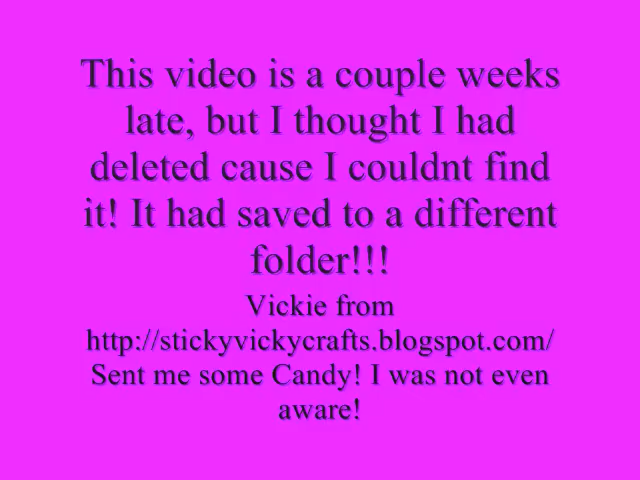 This video is a couple weeks
late, but I thought I had
deleted cause I couldnt find
it! It had saved to a different
folder!!!
Vickie from
http://stickyvickycrafts.blogspot.com/
Sent me some Candy! I was not even
aware!